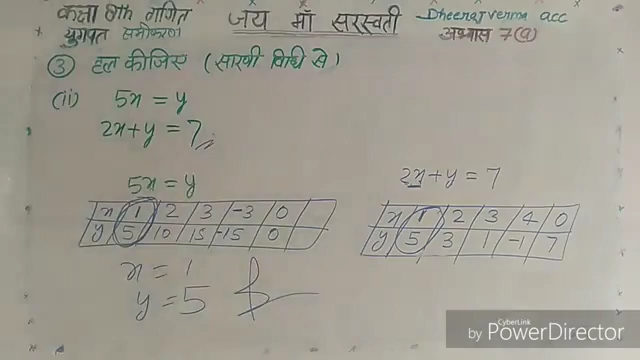 कक्षा 8th गणित जय माँ सरस्वती Dheeraj verma acc
युगपत समीकरण अभ्यास 7(a)
③ हल कीजिए (सारणी विधि से)
(ii) 5x = y
2x+y = 7
5x = y
x 1 2 3 -3 0
y 5 10 15 -15 0
2x+y = 7
x 1 2 3 4 0
y 5 3 1 -1 7
x = 1
y = 5
CyberLink
by PowerDirector